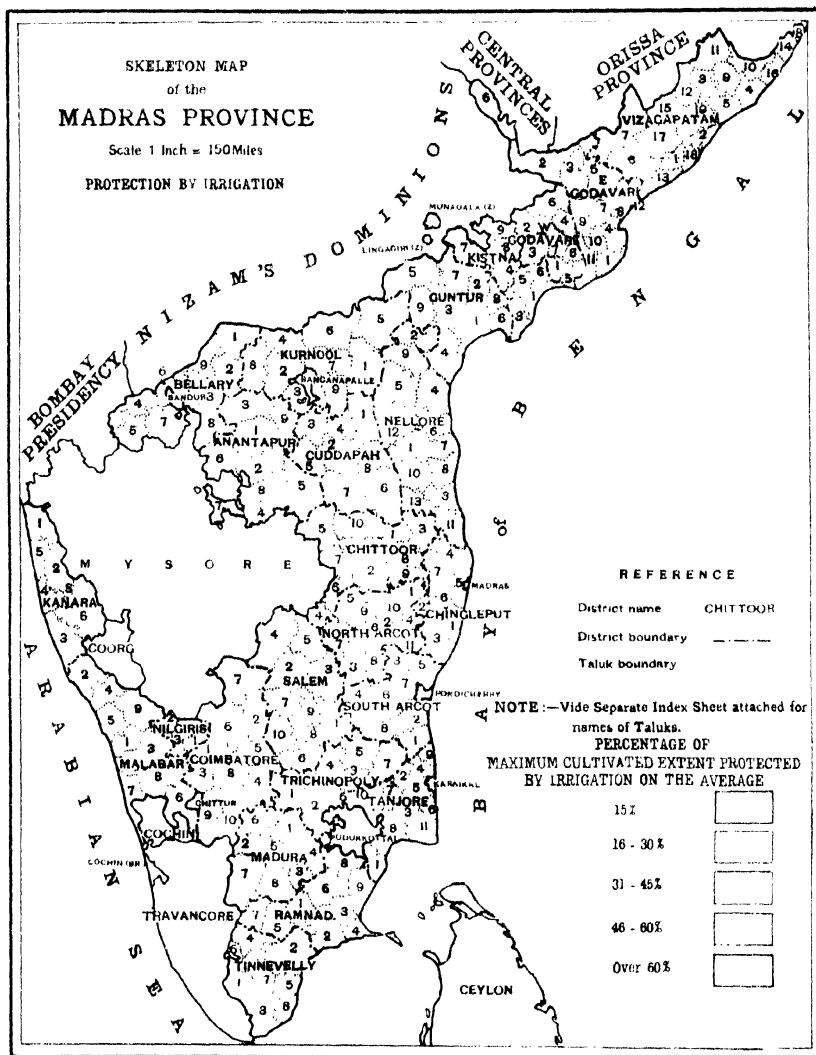 SKELETON MAP
of the
MADRAS PROVINCE
Scale 1 Inch = 150 Miles
PROTECTION BY IRRIGATION
CENTRAL
PROVINCES
ORISSA
PROVINCE
NIZAM'S DOMINIONS
BOMBAY
PRESIDENCY
BAY of BENGAL
ARABIAN SEA
VIZAGAPATAM
E
GODAVARI
W
GODAVARI
MUNAGALA (Z)
LINGAGIRI (Z)
KISTNA
GUNTUR
KURNOOL
BANGANAPALLE
BELLARY
SANDUR
ANANTAPUR
CUDDAPAH
NELLORE
MYSORE
CHITTOOR
MADRAS
CHINGLEPUT
NORTH ARCOT
KANARA
COORG
SALEM
SOUTH ARCOT
PONDICHERRY
NILGIRIS
MALABAR
COIMBATORE
TRICHINOPOLY
TANJORE
KARAIKAL
CHITTUR
COCHIN
COCHIN (BR)
PUDUKKOTTAI
MADURA
TRAVANCORE
RAMNAD.
TINNEVELLY
CEYLON
REFERENCE
District name CHITTOOR
District boundary
Taluk boundary
NOTE :—Vide Separate Index Sheet attached for
names of Taluks.
PERCENTAGE OF
MAXIMUM CULTIVATED EXTENT PROTECTED
BY IRRIGATION ON THE AVERAGE
15%
16 - 30%
31 - 45%
46 - 60%
Over 60%